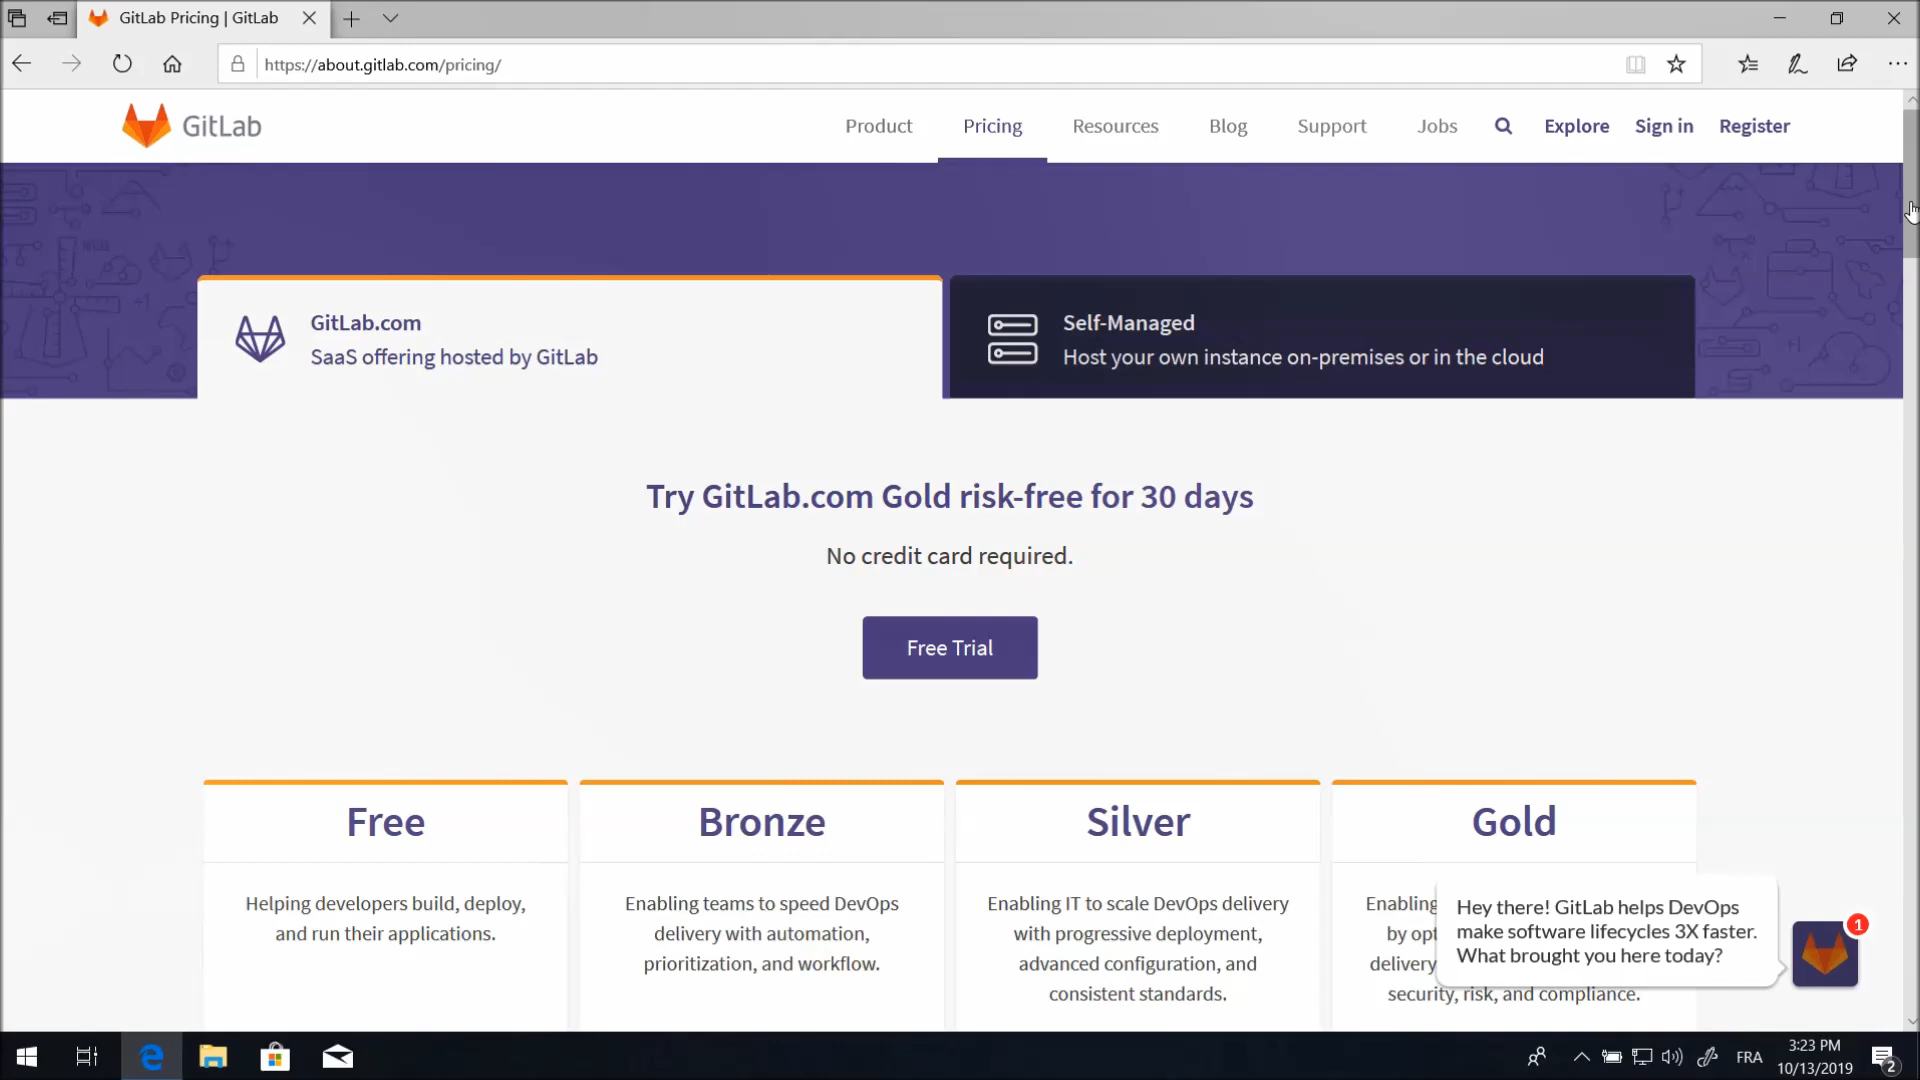 GitLab Pricing | GitLab
https://about.gitlab.com/pricing/
GitLab
Product
Pricing
Resources
Blog
Support
Jobs
Explore
Sign in
Register
GitLab.com
SaaS offering hosted by GitLab
Self-Managed
Host your own instance on-premises or in the cloud
Try GitLab.com Gold risk-free for 30 days
No credit card required.
Free Trial
Free
Helping developers build, deploy,
and run their applications.
Bronze
Enabling teams to speed DevOps
delivery with automation,
prioritization, and workflow.
Silver
Enabling IT to scale DevOps delivery
with progressive deployment,
advanced configuration, and
consistent standards.
Gold
Enabling
by
delivery
security, risk, and compliance.
Hey there! GitLab helps DevOps
make software lifecycles 3X faster.
What brought you here today?
1
FRA
3:23 PM
10/13/2019
2